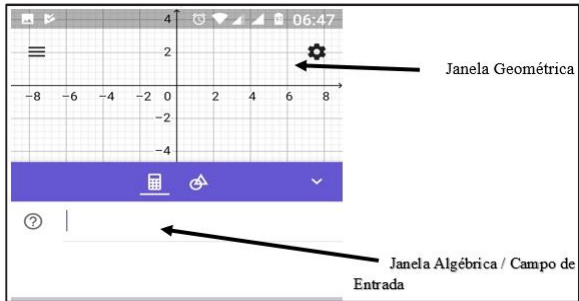 4 06:47
2
Janela Geométrica
-8 -6 -4 -2 0 2 4 6 8
-2
-4
?
Janela Algébrica / Campo de
Entrada